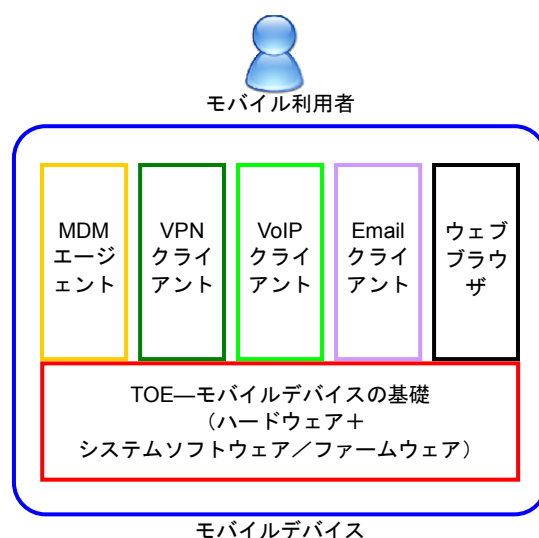 モバイル利用者
MDM
エージ
ェント
VPN
クライ
アント
VoIP
クライ
アント
Email
クライ
アント
ウェブ
ブラウ
ザ
TOE―モバイルデバイスの基礎
（ハードウェア＋
システムソフトウェア／ファームウェア）
モバイルデバイス